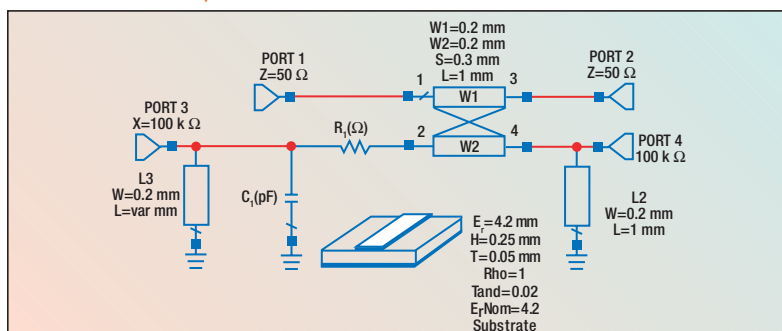 W1=0.2 mm
W2=0.2 mm
S=0.3 mm
L=1 mm
PORT 1
Z=50 Ω
1
W1
3
PORT 2
Z=50 Ω
PORT 3
X=100 k Ω
R₁(Ω)
2
W2
4
PORT 4
100 k Ω
L3
W=0.2 mm
L=var mm
C₁(pF)
L2
W=0.2 mm
L=1 mm
Eᵣ=4.2 mm
H=0.25 mm
T=0.05 mm
Rho=1
Tand=0.02
EᵣNom=4.2
Substrate